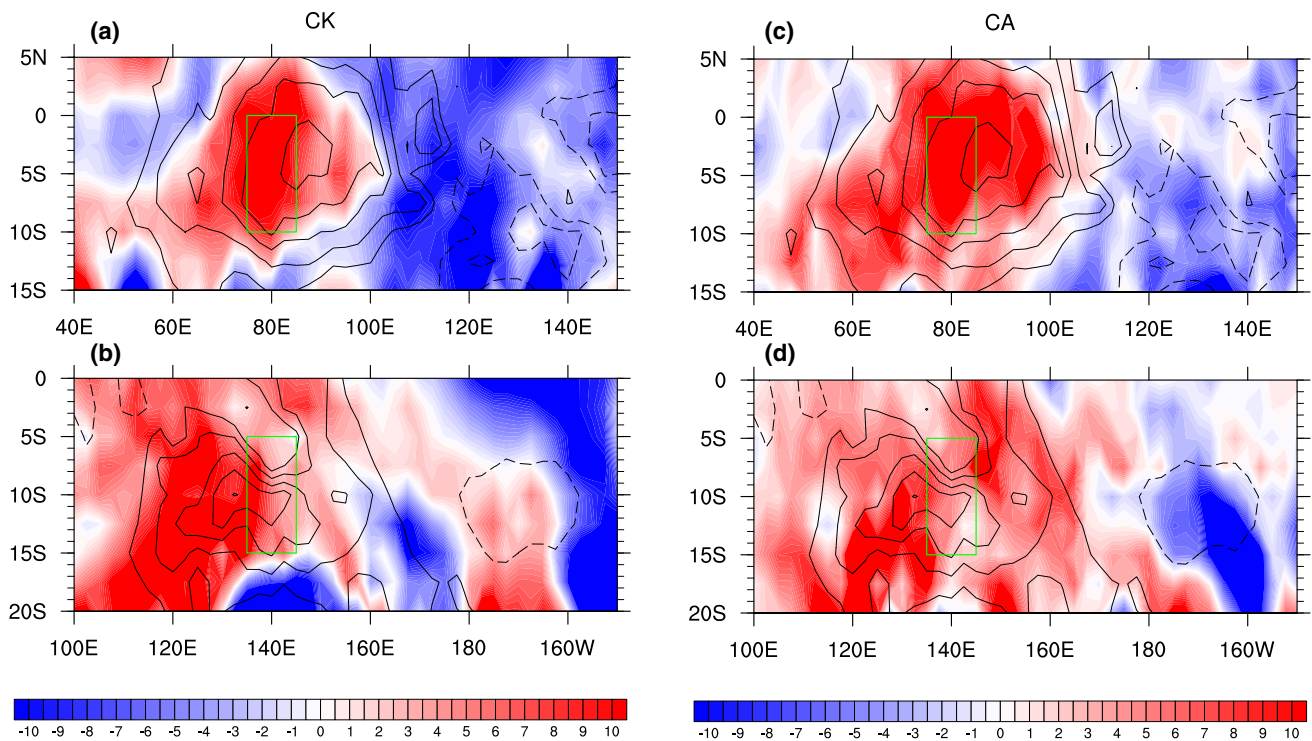 CK
CA
(a)
(c)
5N
0
5S
10S
15S
40E 60E 80E 100E 120E 140E
5N
0
5S
10S
15S
40E 60E 80E 100E 120E 140E
(b)
(d)
0
5S
10S
15S
20S
100E 120E 140E 160E 180 160W
0
5S
10S
15S
20S
100E 120E 140E 160E 180 160W
-10 -9 -8 -7 -6 -5 -4 -3 -2 -1 0 1 2 3 4 5 6 7 8 9 10
-10 -9 -8 -7 -6 -5 -4 -3 -2 -1 0 1 2 3 4 5 6 7 8 9 10